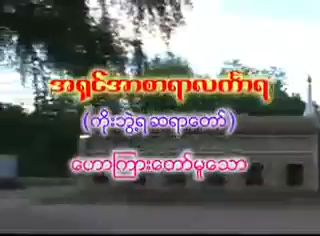 အရှင်အာစာရာလင်္ကာရ
(ကိုးဘွဲ့ရဆရာတော်)
ဟောကြားတော်မူသော